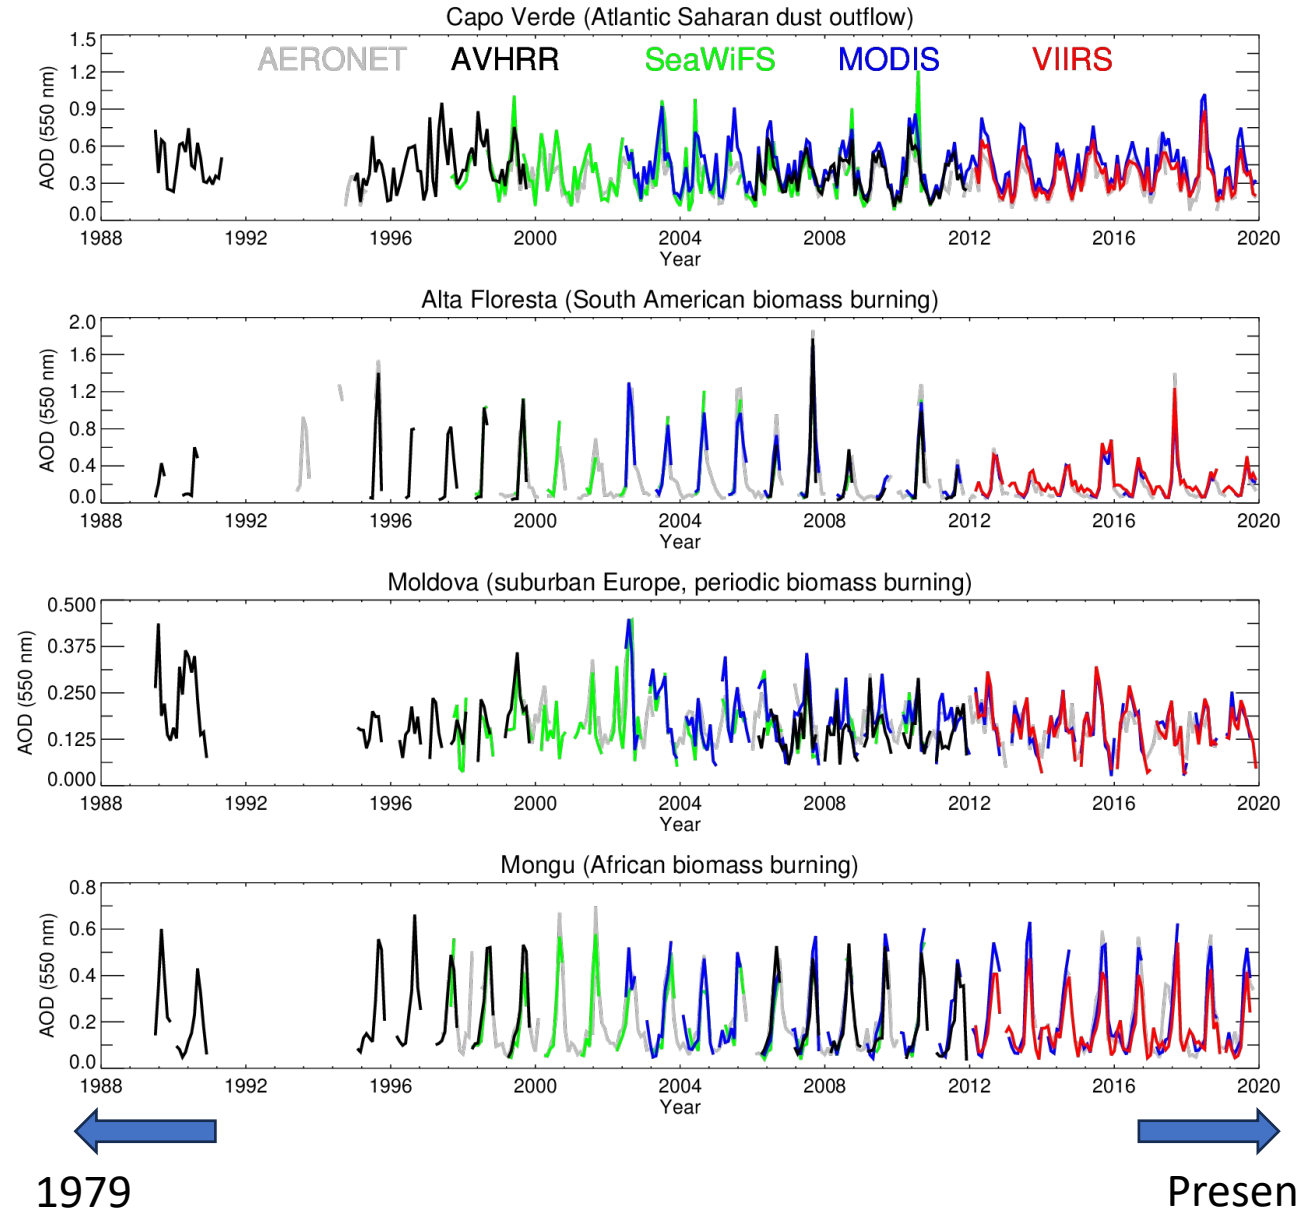 Capo Verde (Atlantic Saharan dust outflow)
AERONET AVHRR SeaWiFS MODIS VIIRS
AOD (550 nm)
1.5
1.2
0.9
0.6
0.3
0.0
1988 1992 1996 2000 2004 2008 2012 2016 2020
Year
Alta Floresta (South American biomass burning)
AOD (550 nm)
2.0
1.6
1.2
0.8
0.4
0.0
1988 1992 1996 2000 2004 2008 2012 2016 2020
Year
Moldova (suburban Europe, periodic biomass burning)
AOD (550 nm)
0.500
0.375
0.250
0.125
0.000
1988 1992 1996 2000 2004 2008 2012 2016 2020
Year
Mongu (African biomass burning)
AOD (550 nm)
0.8
0.6
0.4
0.2
0.0
1988 1992 1996 2000 2004 2008 2012 2016 2020
Year
1979 Presen